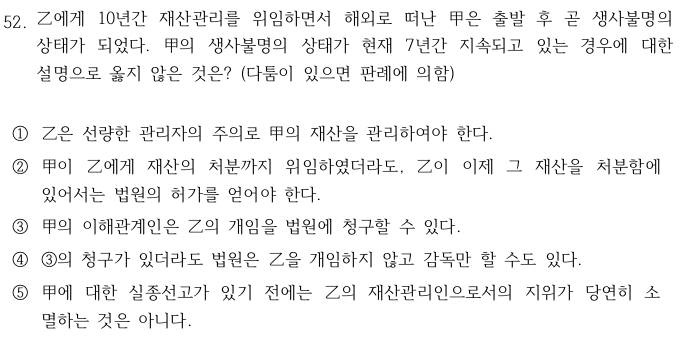 52. 乙에게 10년간 재산관리를 위임하면서 해외로 떠난 甲은 출발 후 곧 생사불명의
상태가 되었다. 甲의 생사불명의 상태가 현재 7년간 지속되고 있는 경우에 대한
설명으로 옳지 않은 것은? (다툼이 있으면 판례에 의함)
① 乙은 선량한 관리자의 주의로 甲의 재산을 관리하여야 한다.
② 甲이 乙에게 재산의 처분까지 위임하였더라도, 乙이 이제 그 재산을 처분함에
있어서는 법원의 허가를 얻어야 한다.
③ 甲의 이해관계인은 乙의 개임을 법원에 청구할 수 있다.
④ ③의 청구가 있더라도 법원은 乙을 개임하지 않고 감독만 할 수도 있다.
⑤ 甲에 대한 실종선고가 있기 전에는 乙의 재산관리인으로서의 지위가 당연히 소
멸하는 것은 아니다.